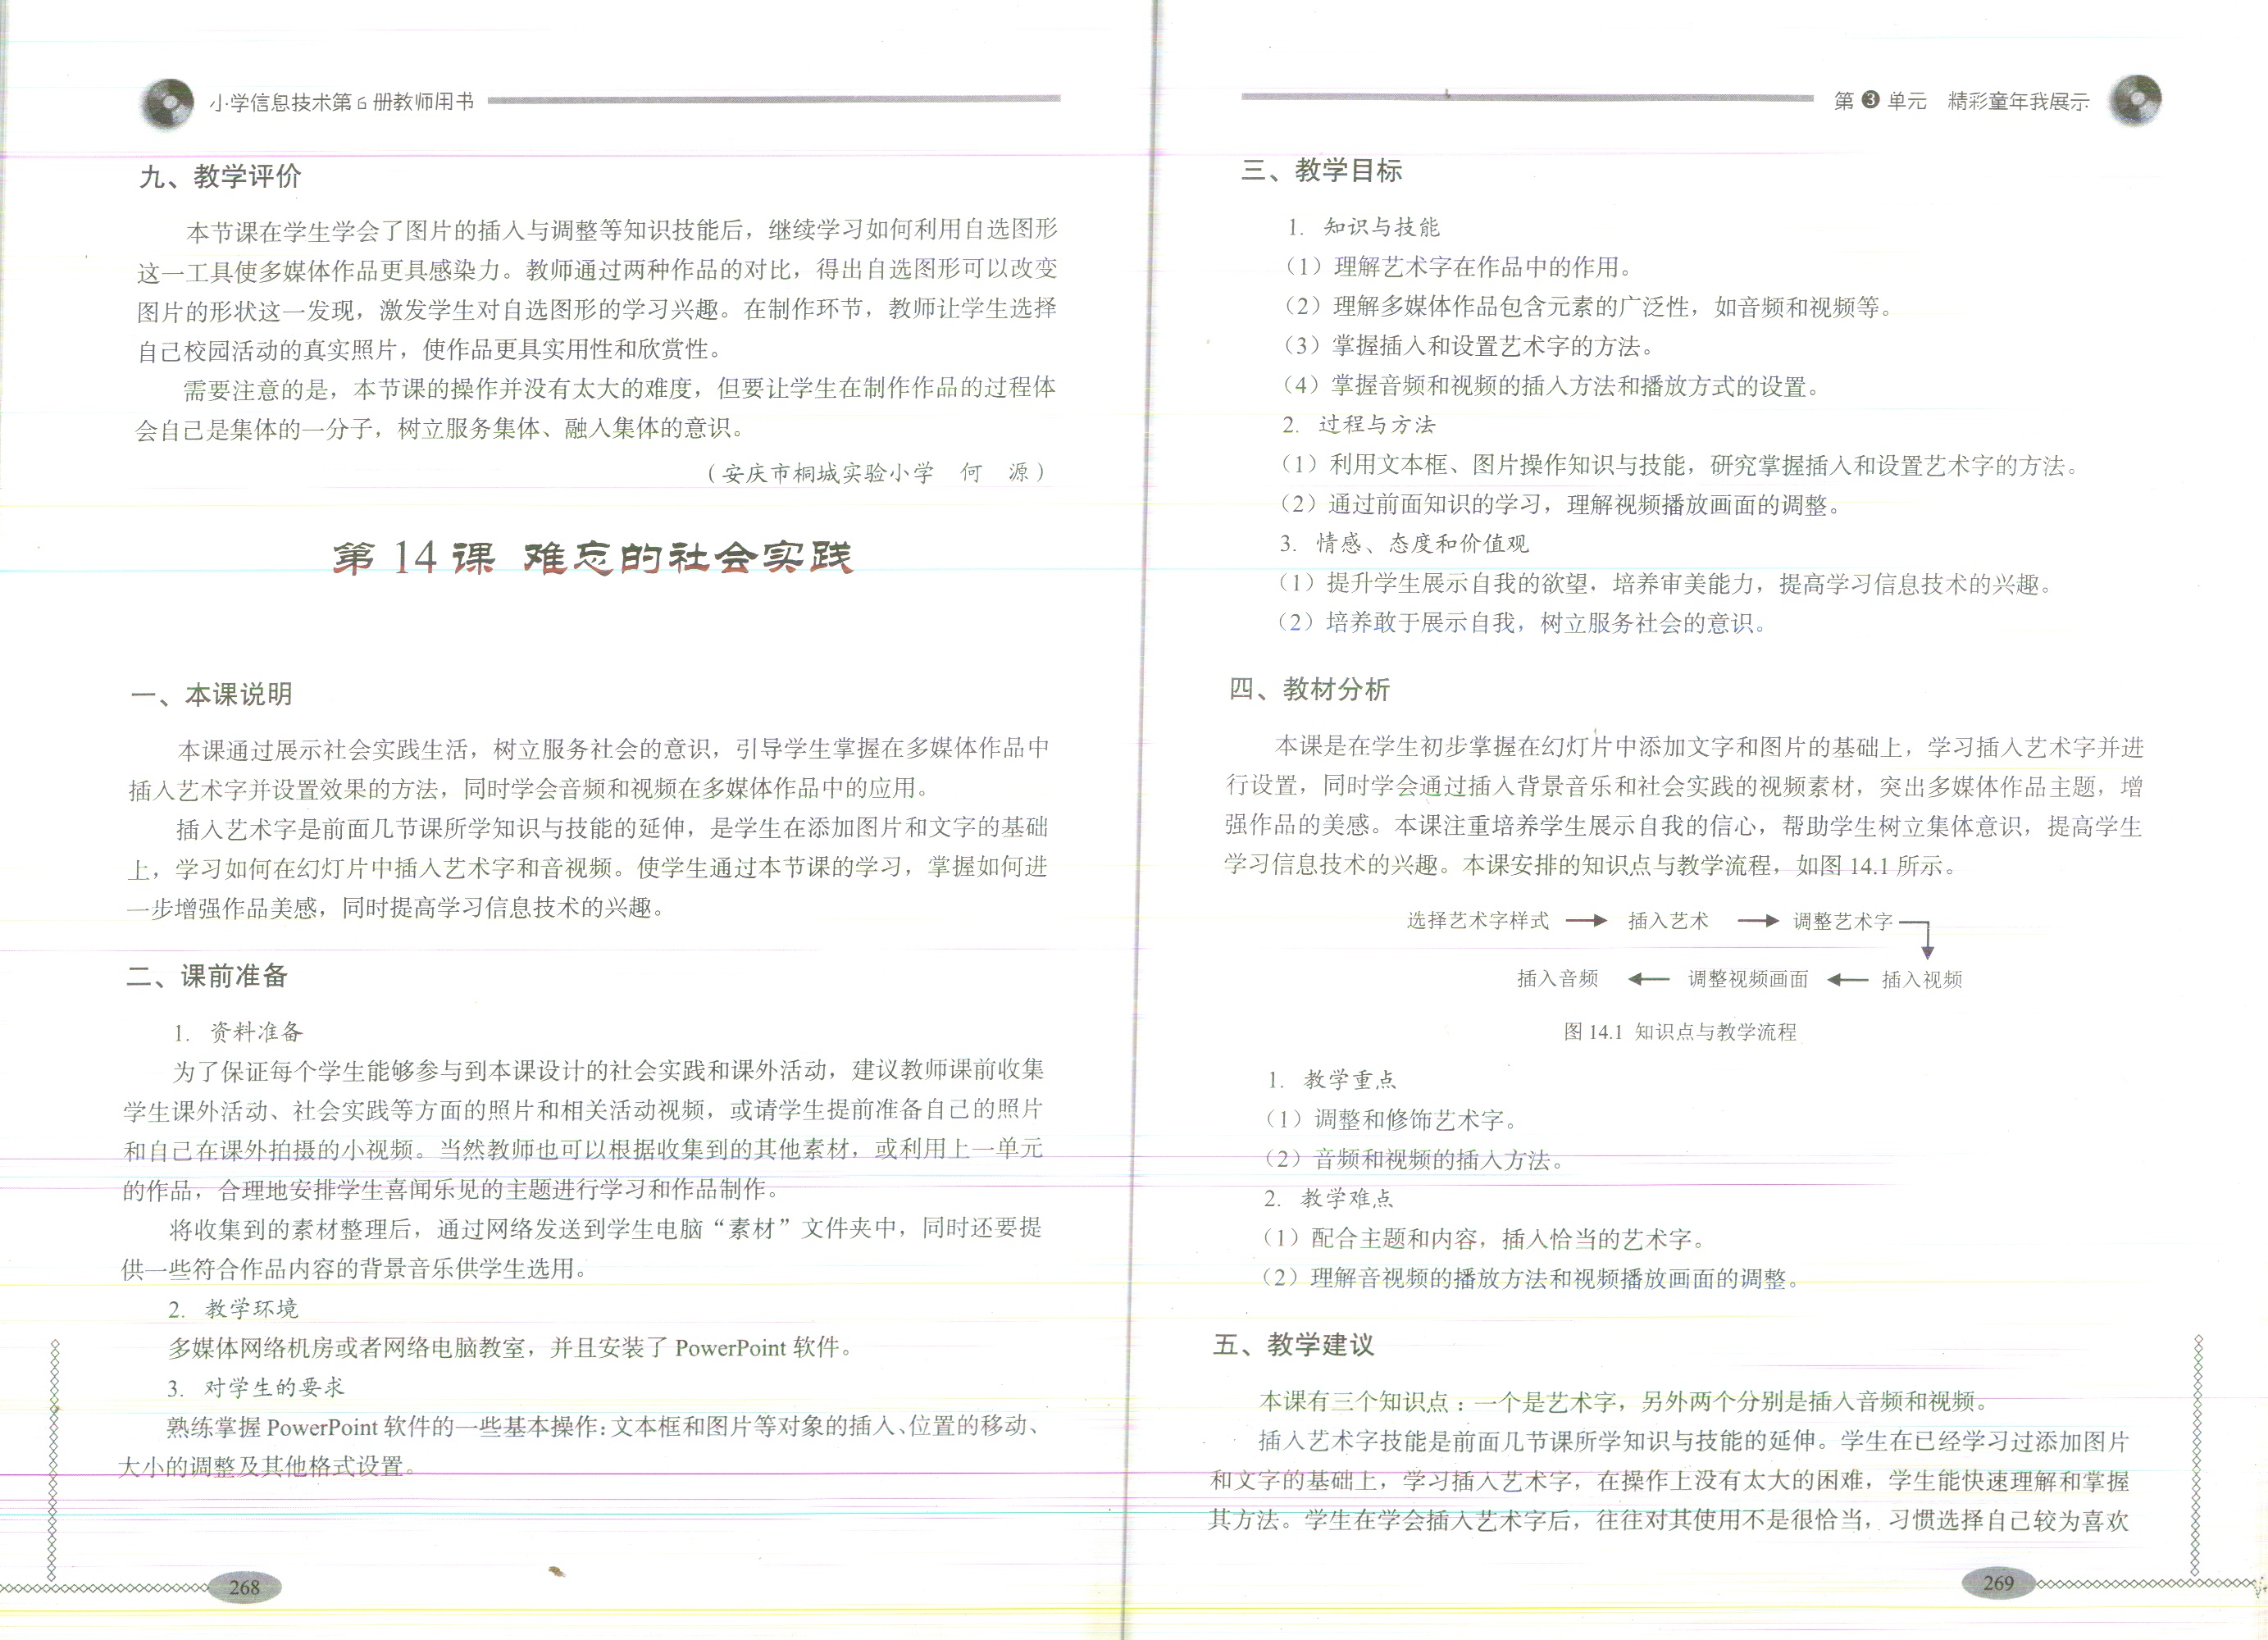 小学信息技术第6册教师用书
九、教学评价
本节课在学生学会了图片的插入与调整等知识技能后，继续学习如何利用自选图形
这一工具使多媒体作品更具感染力。教师通过两种作品的对比，得出自选图形可以改变
图片的形状这一发现，激发学生对自选图形的学习兴趣。在制作环节，教师让学生选择
自己校园活动的真实照片，使作品更具实用性和欣赏性。
需要注意的是，本节课的操作并没有太大的难度，但要让学生在制作作品的过程体
会自己是集体的一分子，树立服务集体、融入集体的意识。
（安庆市桐城实验小学　何　源）
第 14 课 难忘的社会实践
一、本课说明
本课通过展示社会实践生活，树立服务社会的意识，引导学生掌握在多媒体作品中
插入艺术字并设置效果的方法，同时学会音频和视频在多媒体作品中的应用。
插入艺术字是前面几节课所学知识与技能的延伸，是学生在添加图片和文字的基础
上，学习如何在幻灯片中插入艺术字和音视频。使学生通过本节课的学习，掌握如何进
一步增强作品美感，同时提高学习信息技术的兴趣。
二、课前准备
1. 资料准备
为了保证每个学生能够参与到本课设计的社会实践和课外活动，建议教师课前收集
学生课外活动、社会实践等方面的照片和相关活动视频，或请学生提前准备自己的照片
和自己在课外拍摄的小视频。当然教师也可以根据收集到的其他素材，或利用上一单元
的作品，合理地安排学生喜闻乐见的主题进行学习和作品制作。
将收集到的素材整理后，通过网络发送到学生电脑“素材”文件夹中，同时还要提
供一些符合作品内容的背景音乐供学生选用。
2. 教学环境
多媒体网络机房或者网络电脑教室，并且安装了 PowerPoint 软件。
3. 对学生的要求
熟练掌握 PowerPoint 软件的一些基本操作：文本框和图片等对象的插入、位置的移动、
大小的调整及其他格式设置。
268
第 3 单元　精彩童年我展示
三、教学目标
1. 知识与技能
（1）理解艺术字在作品中的作用。
（2）理解多媒体作品包含元素的广泛性，如音频和视频等。
（3）掌握插入和设置艺术字的方法。
（4）掌握音频和视频的插入方法和播放方式的设置。
2. 过程与方法
（1）利用文本框、图片操作知识与技能，研究掌握插入和设置艺术字的方法。
（2）通过前面知识的学习，理解视频播放画面的调整。
3. 情感、态度和价值观
（1）提升学生展示自我的欲望，培养审美能力，提高学习信息技术的兴趣。
（2）培养敢于展示自我，树立服务社会的意识。
四、教材分析
本课是在学生初步掌握在幻灯片中添加文字和图片的基础上，学习插入艺术字并进
行设置，同时学会通过插入背景音乐和社会实践的视频素材，突出多媒体作品主题，增
强作品的美感。本课注重培养学生展示自我的信心，帮助学生树立集体意识，提高学生
学习信息技术的兴趣。本课安排的知识点与教学流程，如图 14.1 所示。
选择艺术字样式 → 插入艺术 → 调整艺术字
插入音频 ← 调整视频画面 ← 插入视频
图 14.1 知识点与教学流程
1. 教学重点
（1）调整和修饰艺术字。
（2）音频和视频的插入方法。
2. 教学难点
（1）配合主题和内容，插入恰当的艺术字。
（2）理解音视频的播放方法和视频播放画面的调整。
五、教学建议
本课有三个知识点：一个是艺术字，另外两个分别是插入音频和视频。
插入艺术字技能是前面几节课所学知识与技能的延伸。学生在已经学习过添加图片
和文字的基础上，学习插入艺术字，在操作上没有太大的困难，学生能快速理解和掌握
其方法。学生在学会插入艺术字后，往往对其使用不是很恰当，习惯选择自己较为喜欢
269